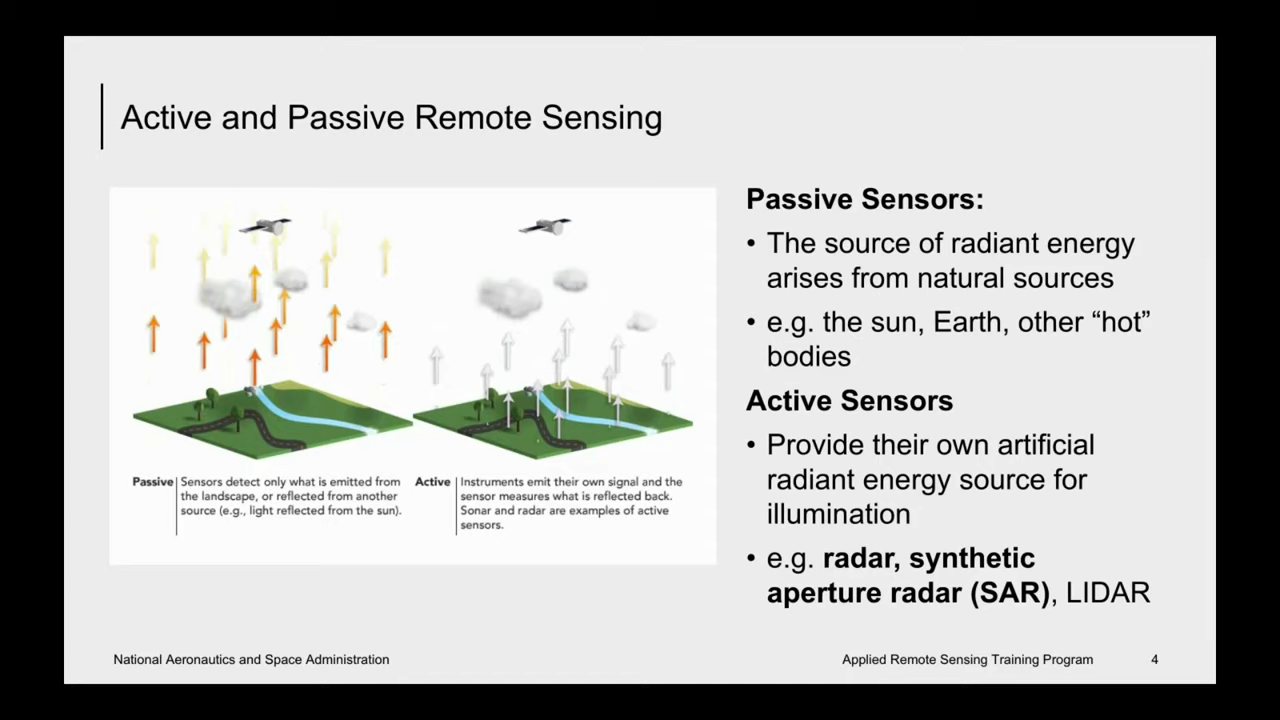 Active and Passive Remote Sensing
Passive
Sensors detect only what is emitted from
the landscape, or reflected from another
source (e.g., light reflected from the sun).
Active
Instruments emit their own signal and the
sensor measures what is reflected back.
Sonar and radar are examples of active
sensors.
Passive Sensors:
• The source of radiant energy
arises from natural sources
• e.g. the sun, Earth, other “hot”
bodies
Active Sensors
• Provide their own artificial
radiant energy source for
illumination
• e.g. radar, synthetic
aperture radar (SAR), LIDAR
National Aeronautics and Space Administration
Applied Remote Sensing Training Program
4